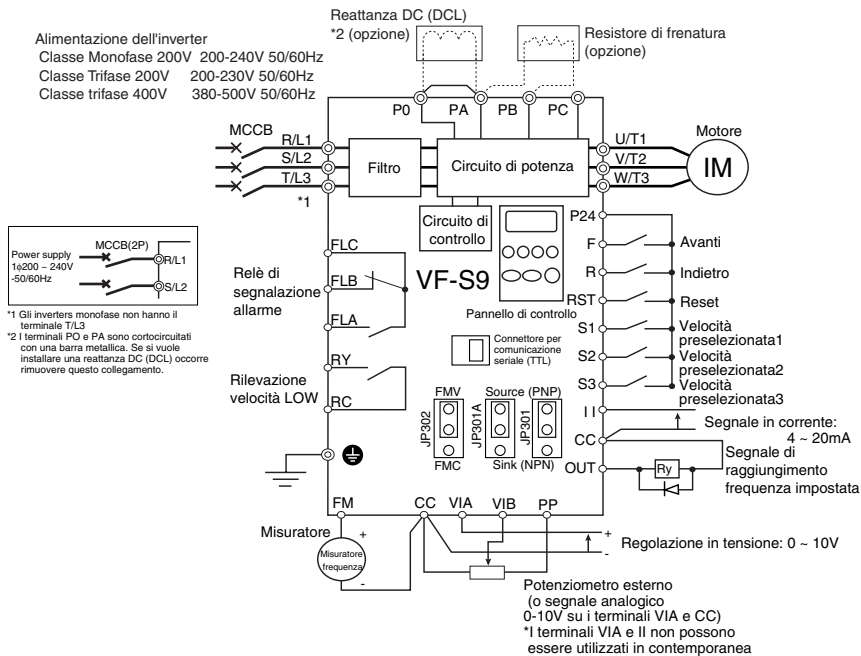 Reattanza DC (DCL)
*2 (opzione)
Resistore di frenatura
(opzione)
Alimentazione dell'inverter
Classe Monofase 200V 200-240V 50/60Hz
Classe Trifase 200V 200-230V 50/60Hz
Classe trifase 400V 380-500V 50/60Hz
P0 PA PB PC
MCCB
R/L1
S/L2
T/L3
*1
Filtro
Circuito di potenza
U/T1
V/T2
W/T3
Motore
IM
Circuito di
controllo
P24
F
Avanti
R
Indietro
RST
Reset
S1
Velocità
preselezionata1
S2
Velocità
preselezionata2
S3
Velocità
preselezionata3
Power supply
1φ200 ~ 240V
-50/60Hz
MCCB(2P)
R/L1
S/L2
*1 Gli inverters monofase non hanno il
terminale T/L3
*2 I terminali PO e PA sono cortocircuitati
con una barra metallica. Se si vuole
installare una reattanza DC (DCL) occorre
rimuovere questo collegamento.
FLC
FLB
FLA
Relè di
segnalazione
allarme
VF-S9
Pannello di controllo
Connettore per
comunicazione
seriale (TTL)
RY
RC
Rilevazione
velocità LOW
FMV
JP302
FMC
JP301A
Source (PNP)
JP301
Sink (NPN)
I I
CC
OUT
Segnale in corrente:
4 ~ 20mA
Segnale di
raggiungimento
frequenza impostata
Ry
FM CC VIA VIB PP
Misuratore
+
Misuratore
frequenza
-
+
-
Regolazione in tensione: 0 ~ 10V
Potenziometro esterno
(o segnale analogico
0-10V su i terminali VIA e CC)
*I terminali VIA e II non possono
essere utilizzati in contemporanea